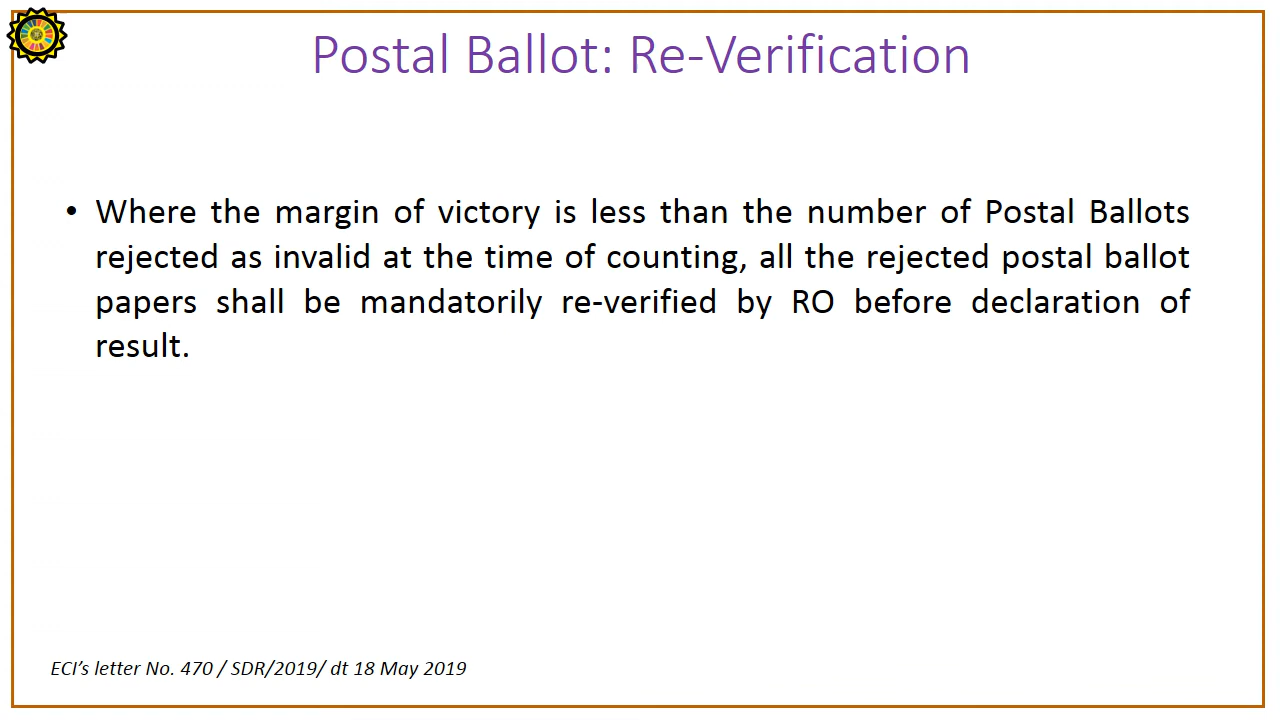 Postal Ballot: Re-Verification
• Where the margin of victory is less than the number of Postal Ballots
rejected as invalid at the time of counting, all the rejected postal ballot
papers shall be mandatorily re-verified by RO before declaration of
result.
ECI’s letter No. 470 / SDR/2019/ dt 18 May 2019